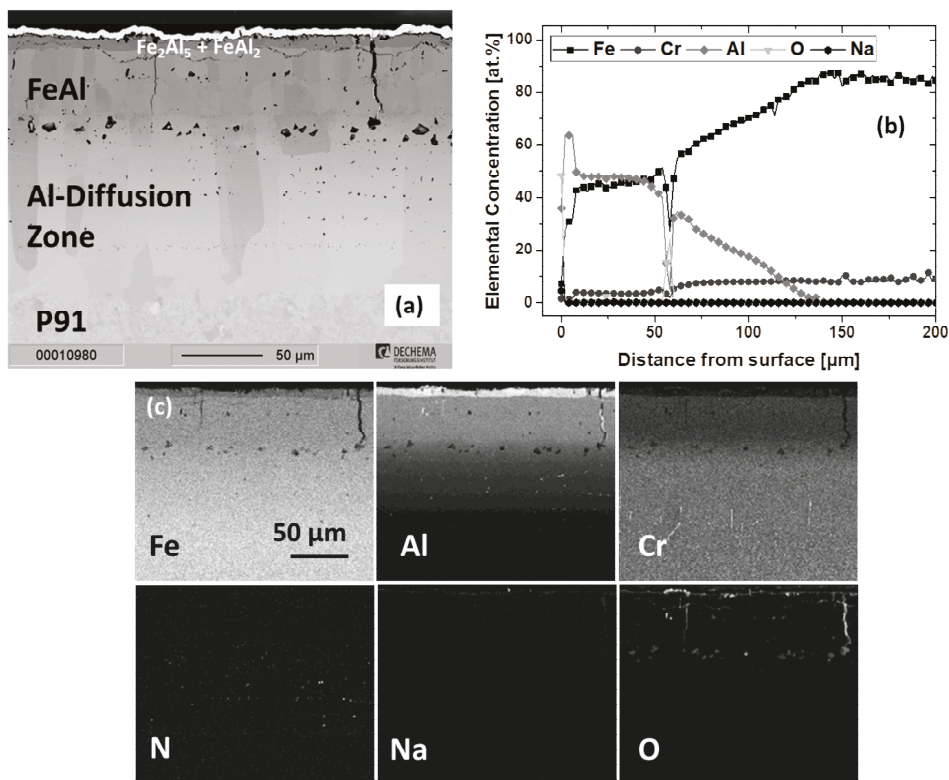 Fe₂Al₅ + FeAl₂
FeAl
Al-Diffusion
Zone
P91
(a)
00010980
50 µm
DECHEMA
FORSCHUNGSINSTITUT
100
80
60
40
20
0
Elemental Concentration [at.%]
Fe
Cr
Al
O
Na
(b)
0
50
100
150
200
Distance from surface [µm]
(c)
50 µm
Fe
Al
Cr
N
Na
O